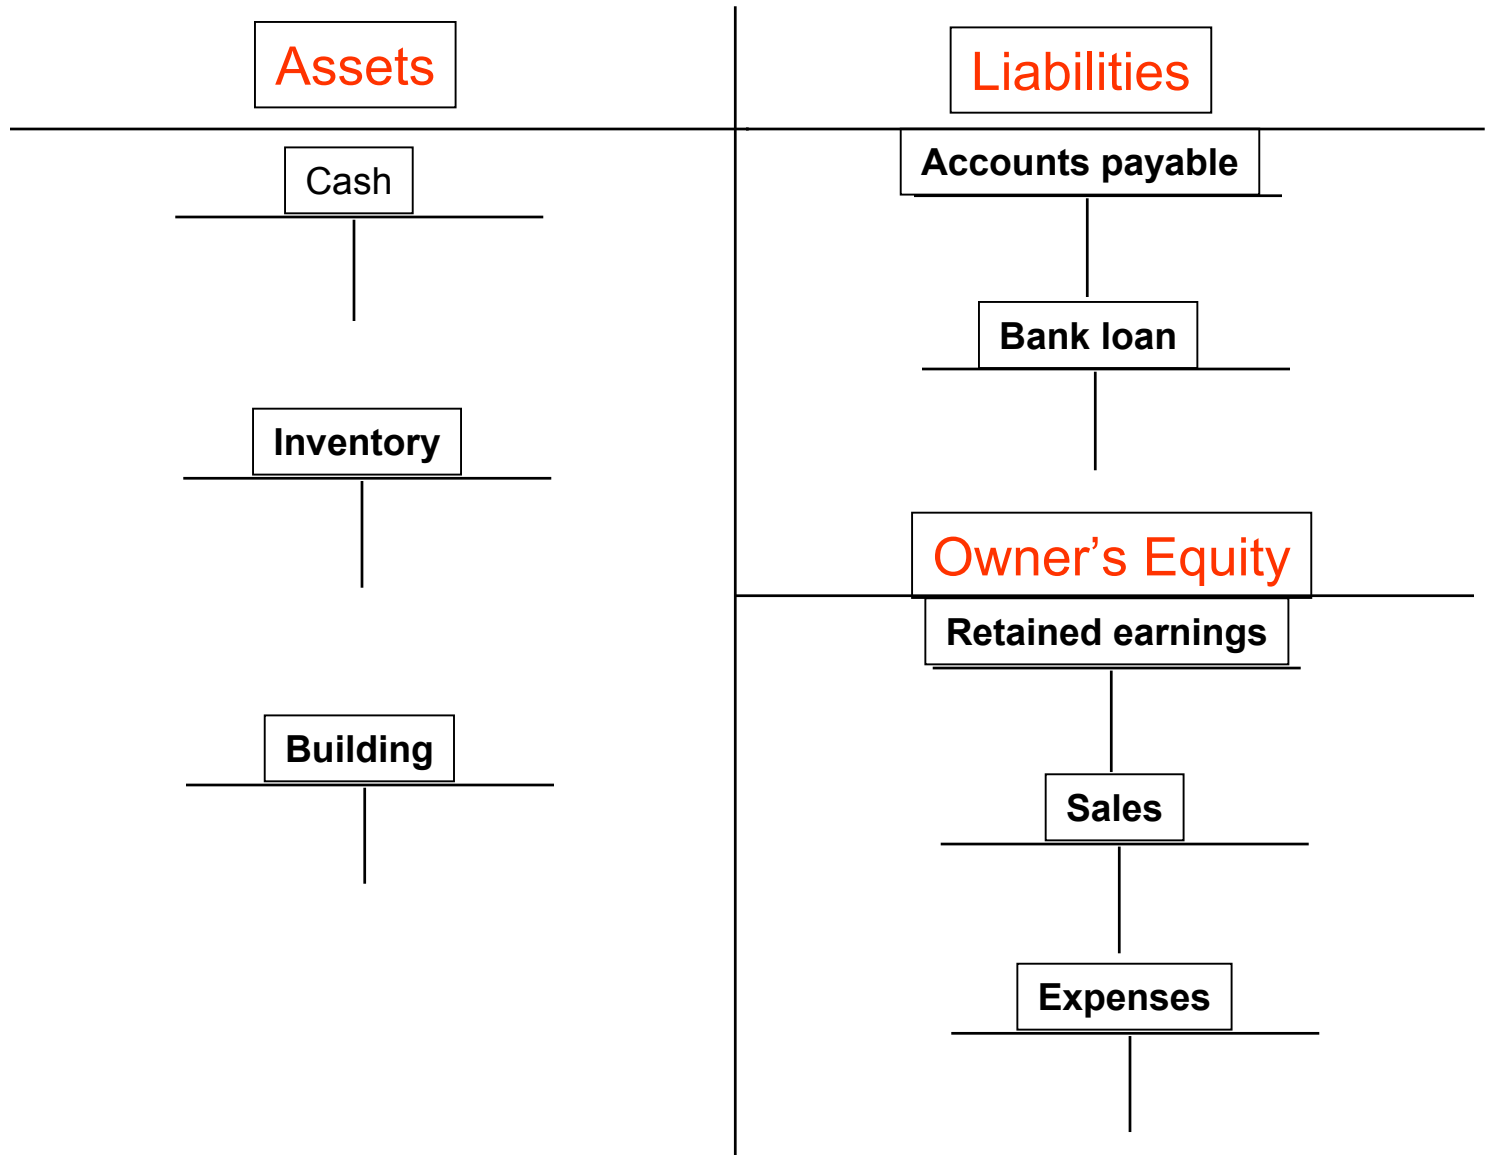 Assets
Cash
Inventory
Building
Liabilities
Accounts payable
Bank loan
Owner’s Equity
Retained earnings
Sales
Expenses